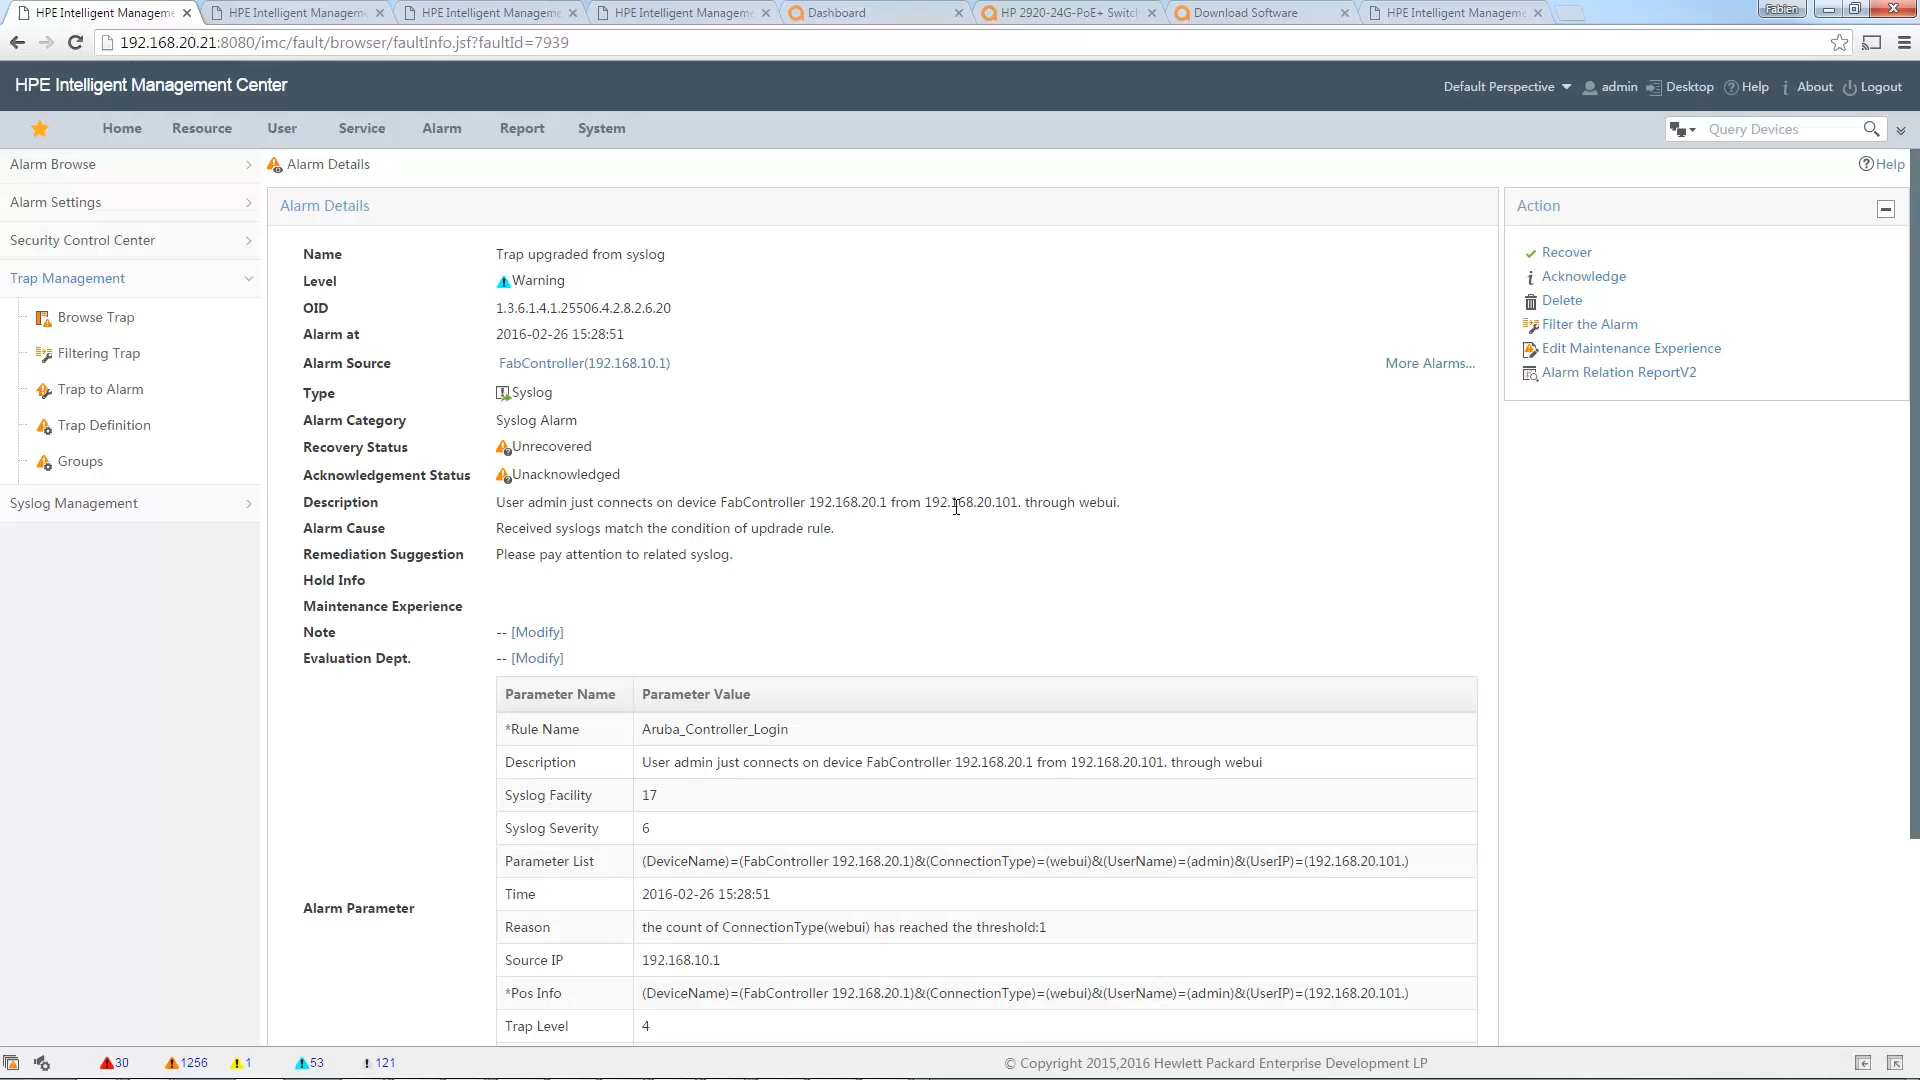 HPE Intelligent Manageme
HPE Intelligent Manageme
HPE Intelligent Manageme
HPE Intelligent Manageme
Dashboard
HP 2920-24G-PoE+ Switch
Download Software
HPE Intelligent Manageme
Fabien
192.168.20.21:8080/imc/fault/browser/faultInfo.jsf?faultId=7939
HPE Intelligent Management Center
Default Perspective admin Desktop Help About Logout
Home Resource User Service Alarm Report System
Query Devices
Alarm Browse
Alarm Settings
Security Control Center
Trap Management
Browse Trap
Filtering Trap
Trap to Alarm
Trap Definition
Groups
Syslog Management
Alarm Details
Help
Alarm Details
Name Trap upgraded from syslog
Level Warning
OID 1.3.6.1.4.1.25506.4.2.8.2.6.20
Alarm at 2016-02-26 15:28:51
Alarm Source FabController(192.168.10.1) More Alarms...
Type Syslog
Alarm Category Syslog Alarm
Recovery Status Unrecovered
Acknowledgement Status Unacknowledged
Description User admin just connects on device FabController 192.168.20.1 from 192.168.20.101. through webui.
Alarm Cause Received syslogs match the condition of updrade rule.
Remediation Suggestion Please pay attention to related syslog.
Hold Info
Maintenance Experience
Note -- [Modify]
Evaluation Dept. -- [Modify]
Alarm Parameter
Parameter Name Parameter Value
*Rule Name Aruba_Controller_Login
Description User admin just connects on device FabController 192.168.20.1 from 192.168.20.101. through webui
Syslog Facility 17
Syslog Severity 6
Parameter List (DeviceName)=(FabController 192.168.20.1)&(ConnectionType)=(webui)&(UserName)=(admin)&(UserIP)=(192.168.20.101.)
Time 2016-02-26 15:28:51
Reason the count of ConnectionType(webui) has reached the threshold:1
Source IP 192.168.10.1
*Pos Info (DeviceName)=(FabController 192.168.20.1)&(ConnectionType)=(webui)&(UserName)=(admin)&(UserIP)=(192.168.20.101.)
Trap Level 4
Action
Recover
Acknowledge
Delete
Filter the Alarm
Edit Maintenance Experience
Alarm Relation ReportV2
30 1256 1 53 121
© Copyright 2015,2016 Hewlett Packard Enterprise Development LP